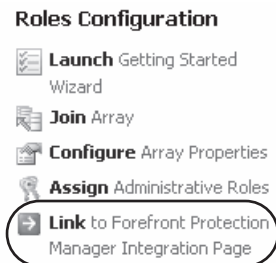 Roles Configuration
Launch Getting Started
Wizard
Join Array
Configure Array Properties
Assign Administrative Roles
Link to Forefront Protection
Manager Integration Page